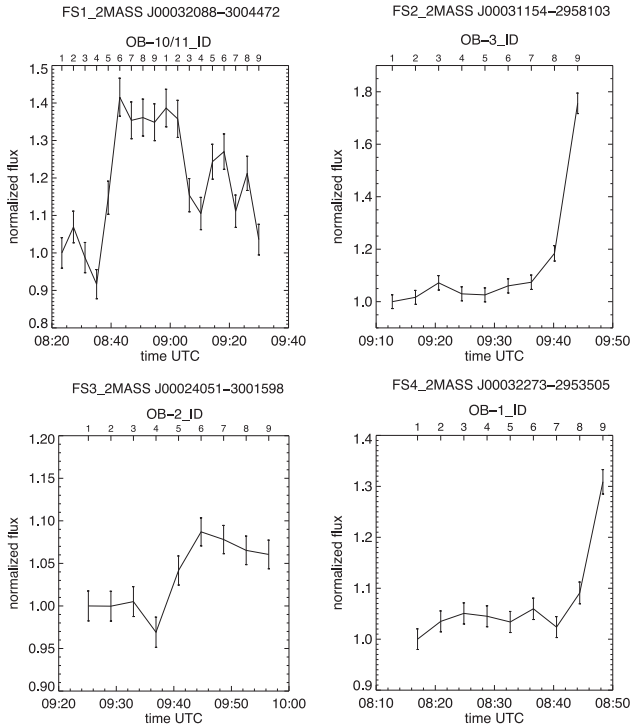 FS1_2MASS J00032088−3004472
OB−10/11_ID
1 2 3 4 5 6 7 8 9 1 2 3 4 5 6 7 8 9
1.5
1.4
1.3
1.2
1.1
1.0
0.9
0.8
normalized flux
08:20 08:40 09:00 09:20 09:40
time UTC
FS2_2MASS J00031154−2958103
OB−3_ID
1 2 3 4 5 6 7 8 9
1.8
1.6
1.4
1.2
1.0
normalized flux
09:10 09:20 09:30 09:40 09:50
time UTC
FS3_2MASS J00024051−3001598
OB−2_ID
1 2 3 4 5 6 7 8 9
1.20
1.15
1.10
1.05
1.00
0.95
0.90
normalized flux
09:20 09:30 09:40 09:50 10:00
time UTC
FS4_2MASS J00032273−2953505
OB−1_ID
1 2 3 4 5 6 7 8 9
1.4
1.3
1.2
1.1
1.0
0.9
normalized flux
08:10 08:20 08:30 08:40 08:50
time UTC